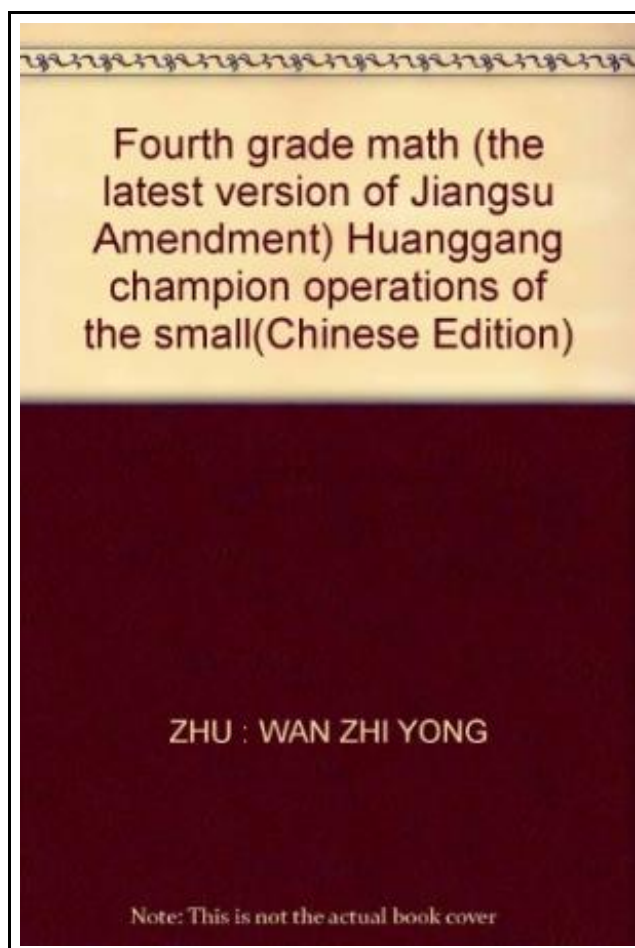 Fourth grade math (the
latest version of Jiangsu
Amendment) Huanggang
champion operations of
the small(Chinese Edition)
ZHU : WAN ZHI YONG
Note: This is not the actual book cover